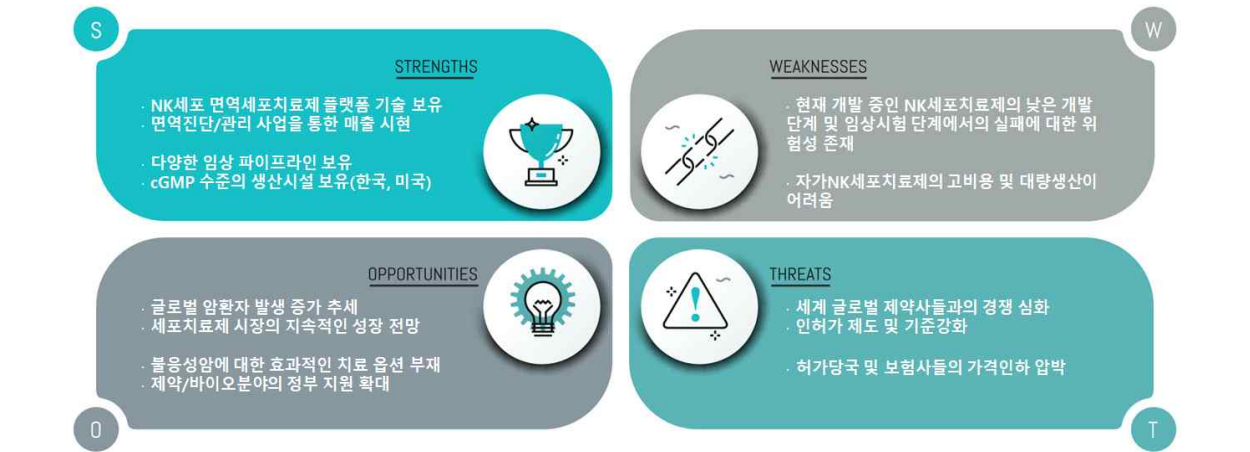 S
STRENGTHS
· NK세포 면역세포치료제 플랫폼 기술 보유
· 면역진단/관리 사업을 통한 매출 시현
· 다양한 임상 파이프라인 보유
· cGMP 수준의 생산시설 보유(한국, 미국)
W
WEAKNESSES
· 현재 개발 중인 NK세포치료제의 낮은 개발
단계 및 임상시험 단계에서의 실패에 대한 위
험성 존재
· 자가NK세포치료제의 고비용 및 대량생산이
어려움
OPPORTUNITIES
· 글로벌 암환자 발생 증가 추세
· 세포치료제 시장의 지속적인 성장 전망
· 불응성암에 대한 효과적인 치료 옵션 부재
· 제약/바이오분야의 정부 지원 확대
O
THREATS
· 세계 글로벌 제약사들과의 경쟁 심화
· 인허가 제도 및 기준강화
· 허가당국 및 보험사들의 가격인하 압박
T